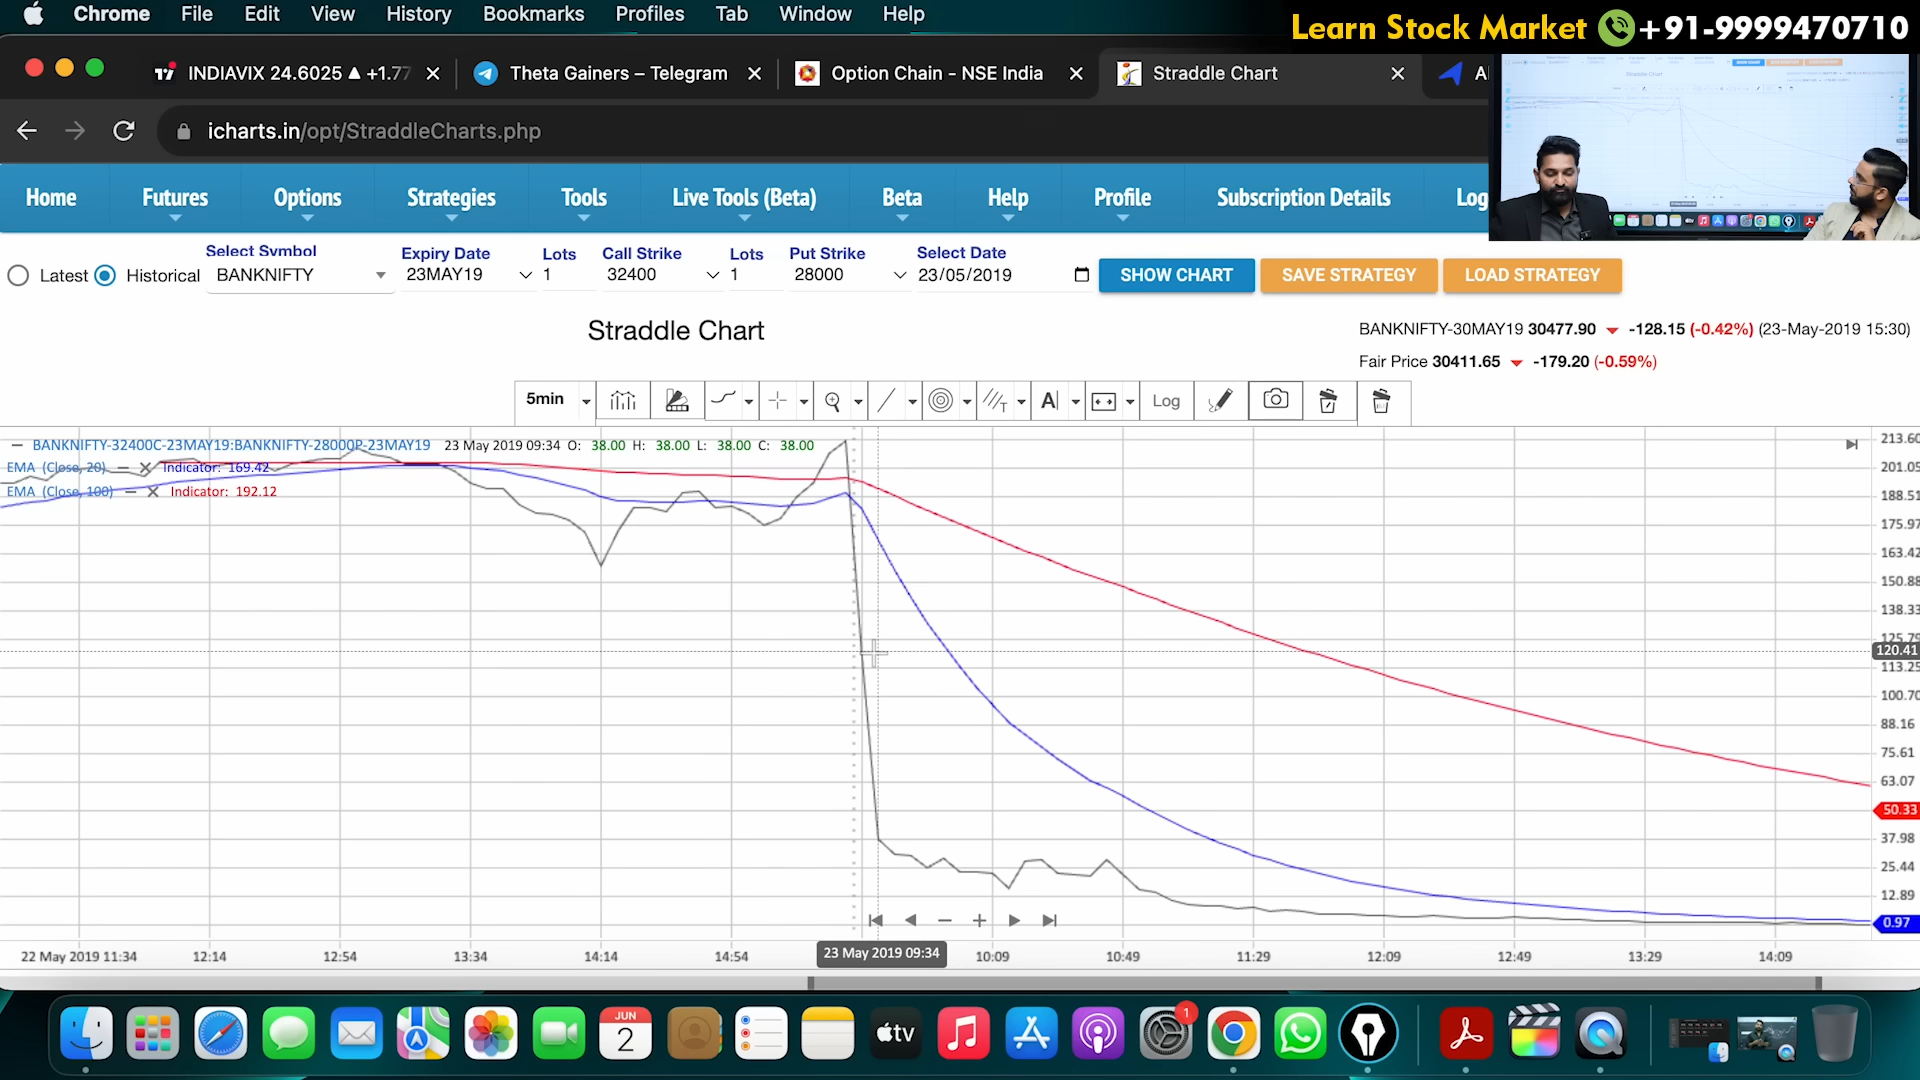 Chrome File Edit View History Bookmarks Profiles Tab Window Help
Learn Stock Market +91-9999470710
INDIAVIX 24.6025 ▲ +1.77
Theta Gainers – Telegram
Option Chain - NSE India
Straddle Chart
icharts.in/opt/StraddleCharts.php
Home Futures Options Strategies Tools Live Tools (Beta) Beta Help Profile Subscription Details Log
Select Symbol Expiry Date Lots Call Strike Lots Put Strike Select Date
Latest Historical BANKNIFTY 23MAY19 1 32400 1 28000 23/05/2019 SHOW CHART SAVE STRATEGY LOAD STRATEGY
Straddle Chart
BANKNIFTY-30MAY19 30477.90 ▼ -128.15 (-0.42%) (23-May-2019 15:30)
Fair Price 30411.65 ▼ -179.20 (-0.59%)
5min Log
BANKNIFTY-32400C-23MAY19:BANKNIFTY-28000P-23MAY19 23 May 2019 09:34 O: 38.00 H: 38.00 L: 38.00 C: 38.00
EMA (Close, 20) Indicator: 169.42
EMA (Close, 100) Indicator: 192.12
213.60
201.05
188.51
175.97
163.42
150.88
138.33
125.79
120.41
113.25
100.70
88.16
75.61
63.07
50.33
37.98
25.44
12.89
0.97
22 May 2019 11:34 12:14 12:54 13:34 14:14 14:54 23 May 2019 09:34 10:09 10:49 11:29 12:09 12:49 13:29 14:09
JUN
2
tv
1